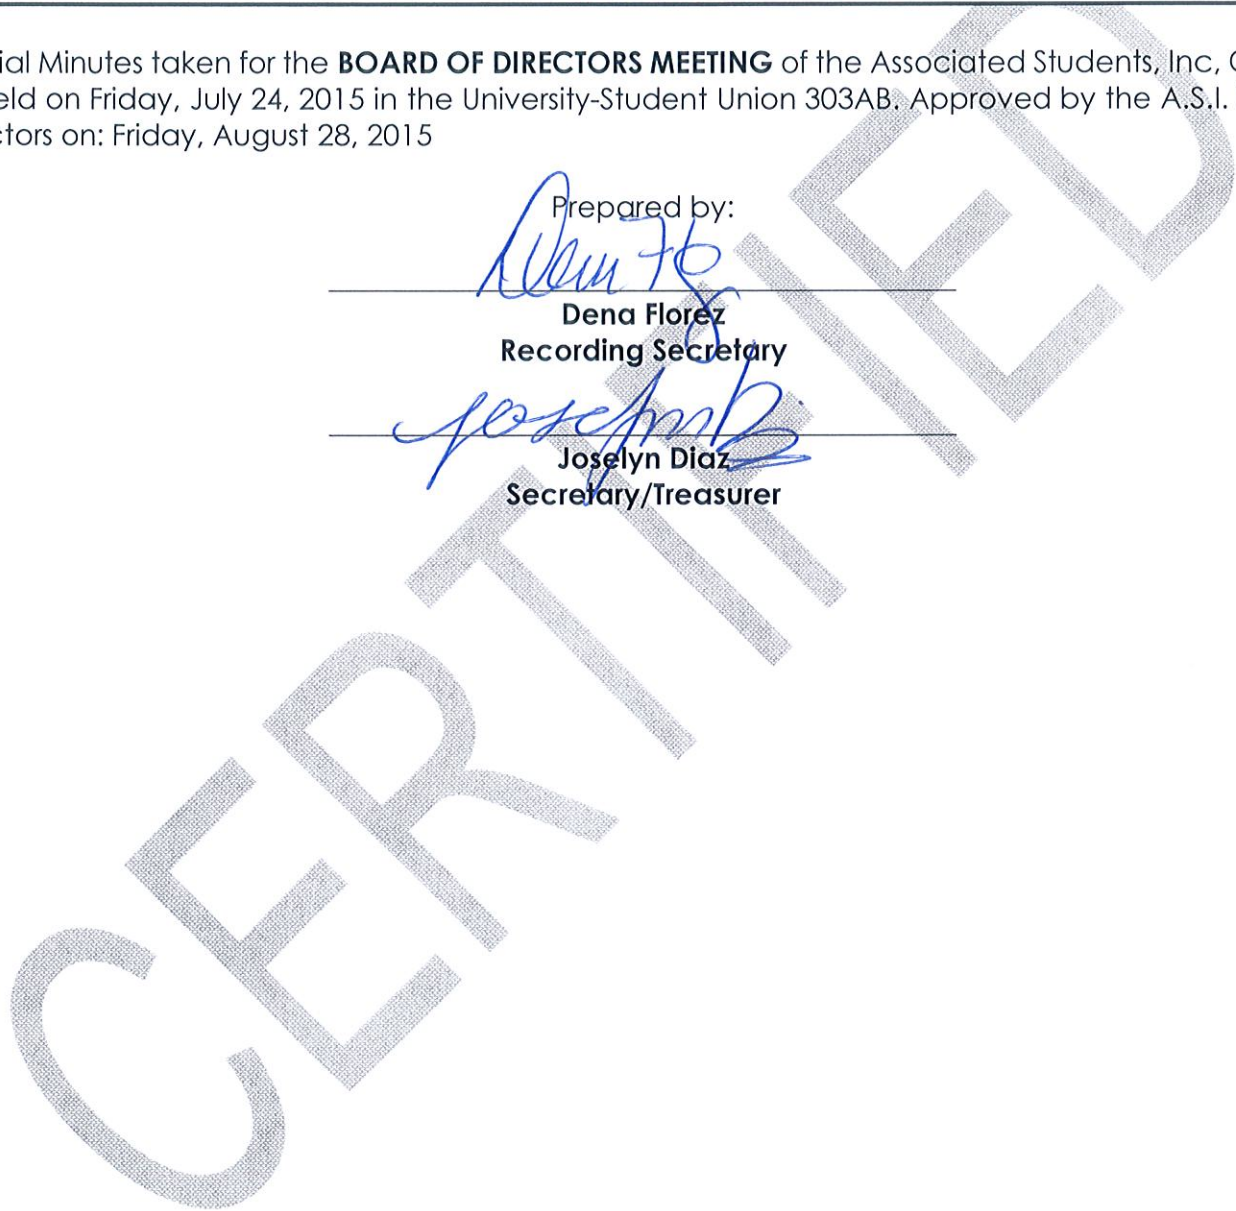 ial Minutes taken for the BOARD OF DIRECTORS MEETING of the Associated Students, Inc, C
eld on Friday, July 24, 2015 in the University-Student Union 303AB. Approved by the A.S.I.
ctors on: Friday, August 28, 2015
Prepared by:
Dena Florez
Recording Secretary
Joselyn Diaz
Secretary/Treasurer
CERTIFIED